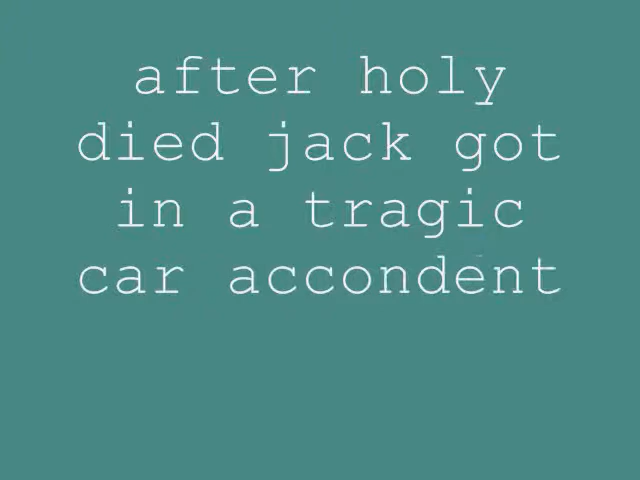 after holy
died jack got
in a tragic
car accondent